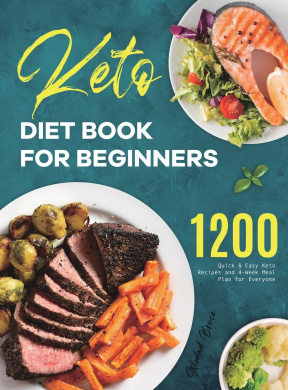 Keto
DIET BOOK
FOR BEGINNERS
1200
Quick & Easy Keto
Recipes and 4-Week Meal
Plan for Everyone